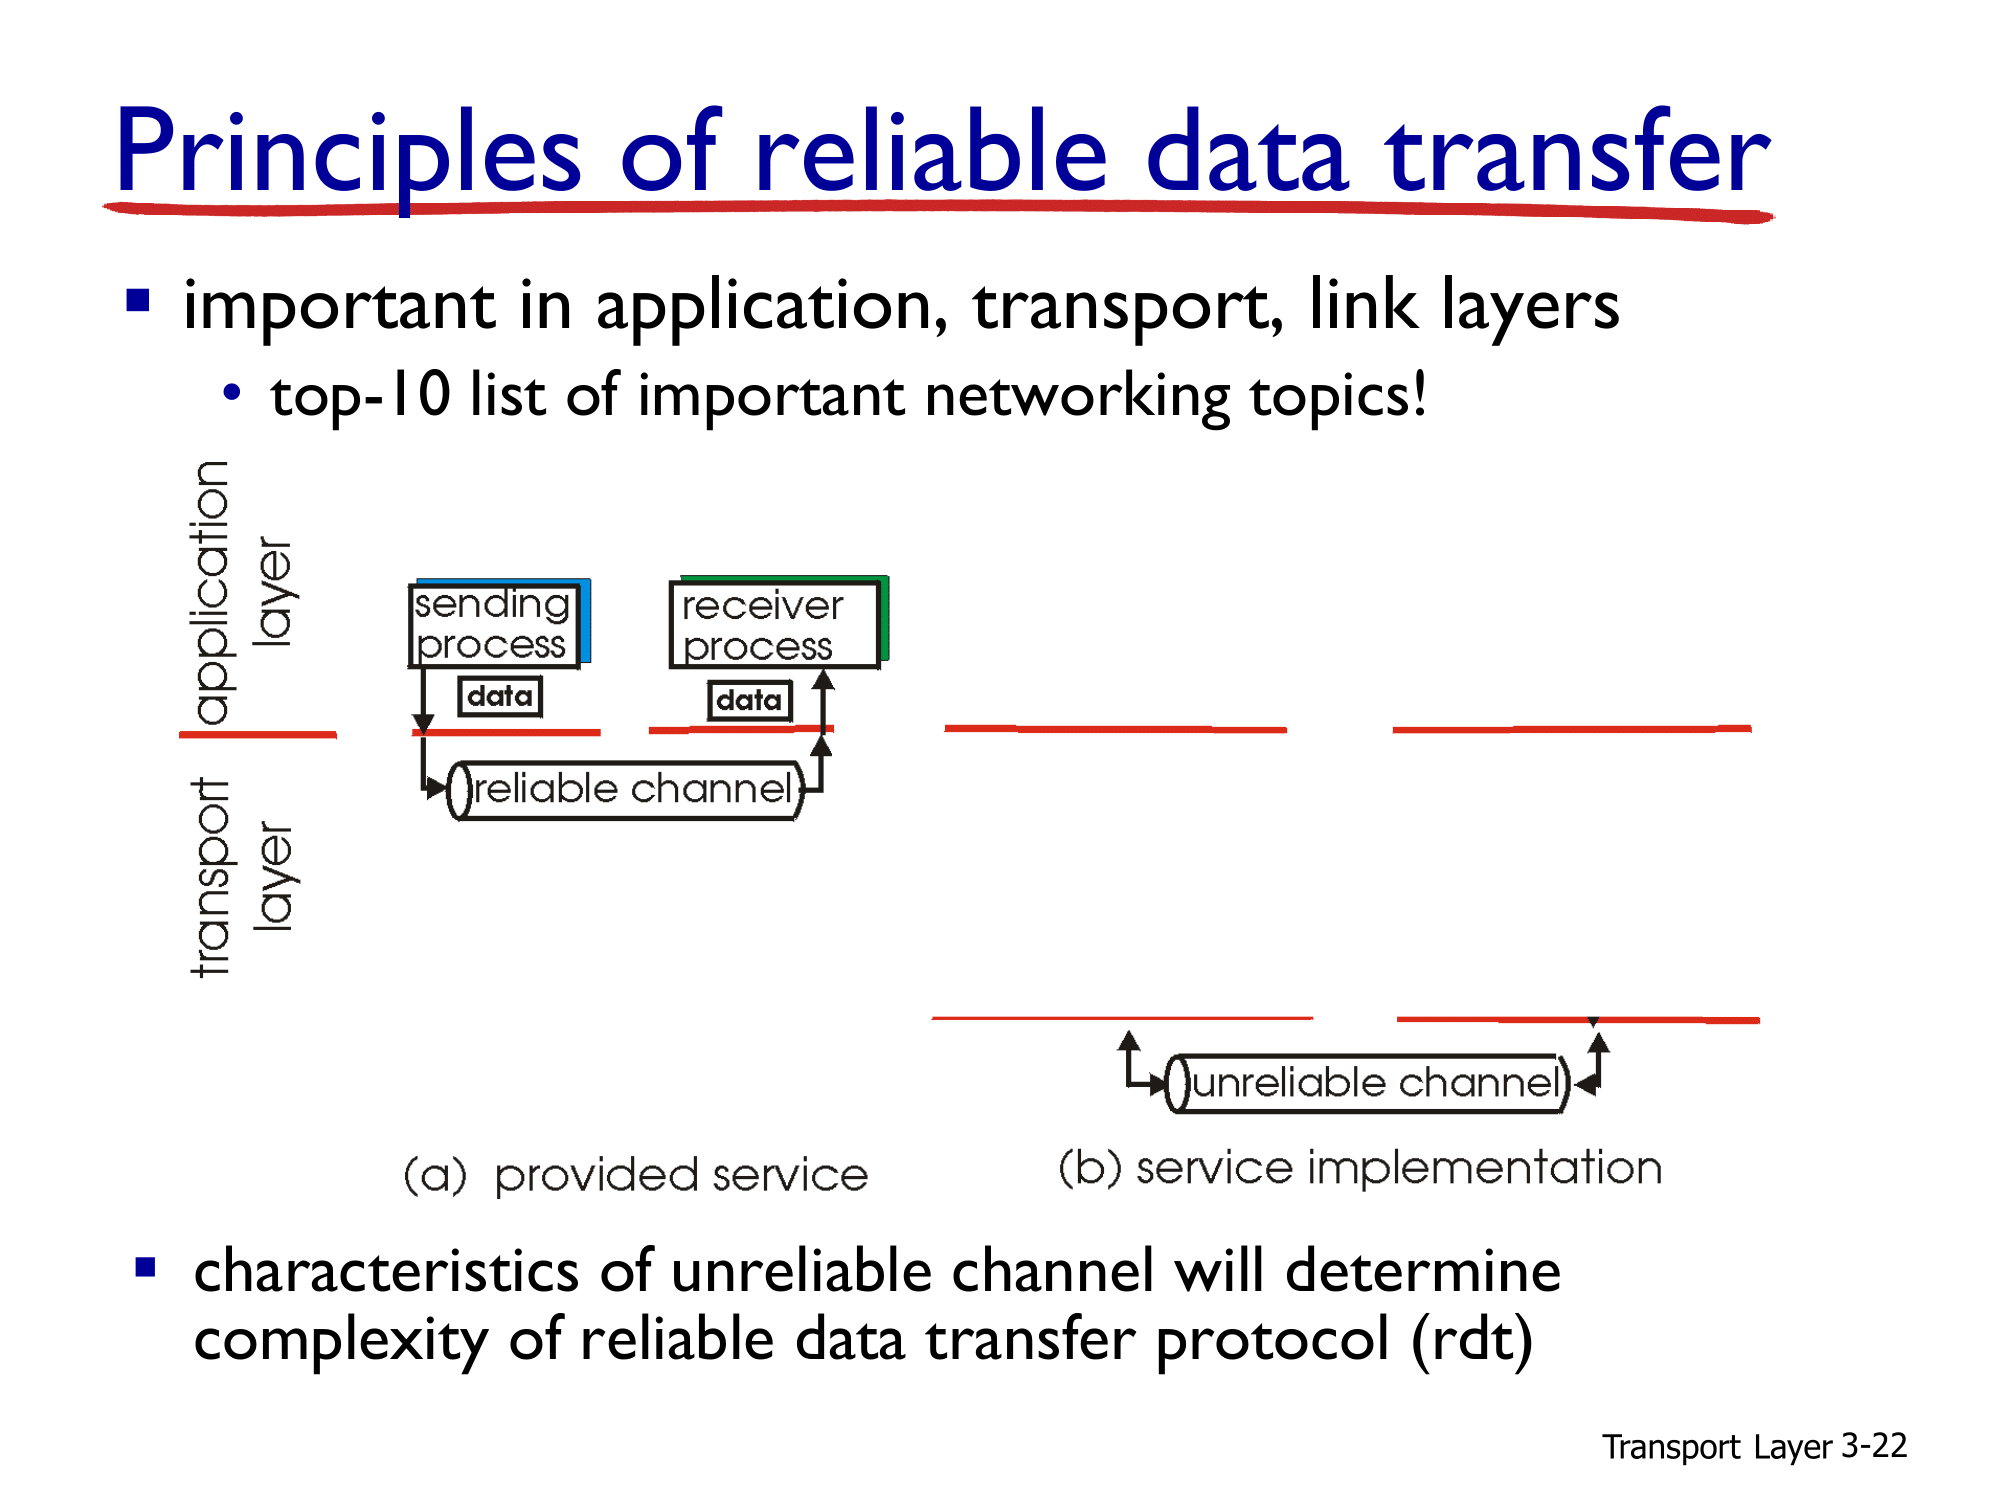 Principles of reliable data transfer
important in application, transport, link layers
top-10 list of important networking topics!
application
layer
transport
layer
sending
process
data
receiver
process
data
reliable channel
unreliable channel
(a) provided service
(b) service implementation
characteristics of unreliable channel will determine
complexity of reliable data transfer protocol (rdt)
Transport Layer 3-22